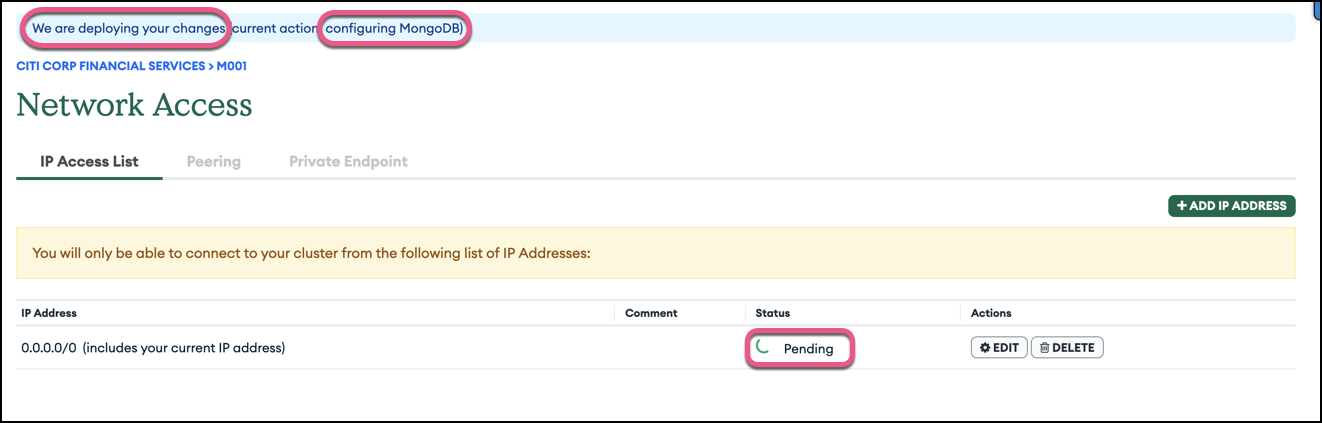 We are deploying your changes current action configuring MongoDB)
CITI CORP FINANCIAL SERVICES > M001
Network Access
IP Access List Peering Private Endpoint
+ ADD IP ADDRESS
You will only be able to connect to your cluster from the following list of IP Addresses:
IP Address Comment Status Actions
0.0.0.0/0 (includes your current IP address) Pending EDIT DELETE